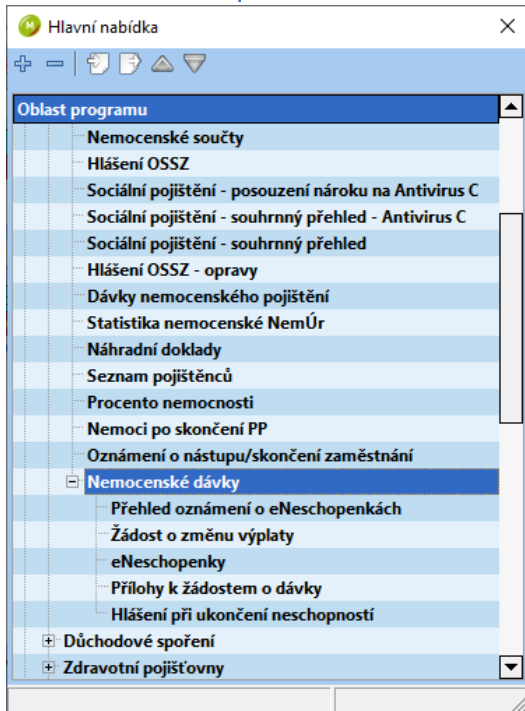 Hlavní nabídka
Oblast programu
Nemocenské součty
Hlášení OSSZ
Sociální pojištění - posouzení nároku na Antivirus C
Sociální pojištění - souhrnný přehled - Antivirus C
Sociální pojištění - souhrnný přehled
Hlášení OSSZ - opravy
Dávky nemocenského pojištění
Statistika nemocenské NemÚr
Náhradní doklady
Seznam pojištěnců
Procento nemocnosti
Nemoci po skončení PP
Oznámení o nástupu/skončení zaměstnání
Nemocenské dávky
Přehled oznámení o eNeschopenkách
Žádost o změnu výplaty
eNeschopenky
Přílohy k žádostem o dávky
Hlášení při ukončení neschopností
Důchodové spoření
Zdravotní pojišťovny